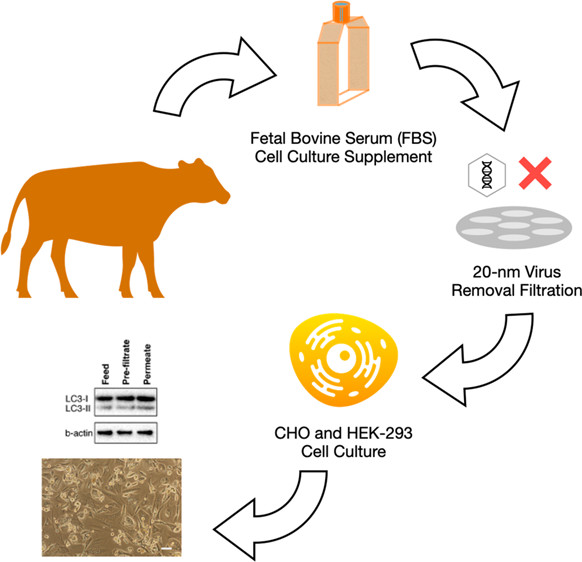 Fetal Bovine Serum (FBS)
Cell Culture Supplement
20-nm Virus
Removal Filtration
CHO and HEK-293
Cell Culture
Feed
Pre-filtrate
Permeate
LC3-I
LC3-II
b-actin